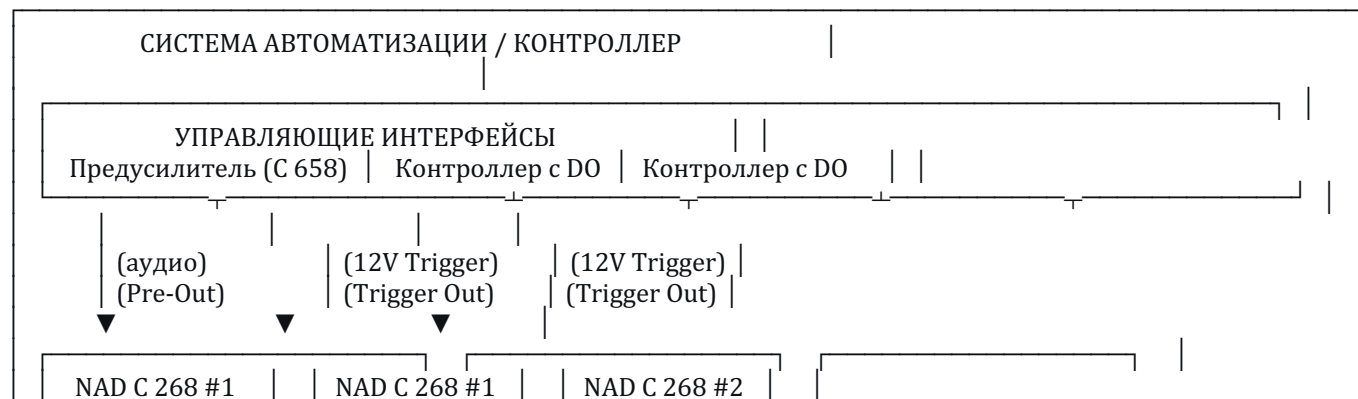 СИСТЕМА АВТОМАТИЗАЦИИ / КОНТРОЛЛЕР
УПРАВЛЯЮЩИЕ ИНТЕРФЕЙСЫ
Предусилитель (C 658) │ Контроллер с DO │ Контроллер с DO
(аудио) │ (12V Trigger) │ (12V Trigger)
(Pre-Out) │ (Trigger Out) │ (Trigger Out)
NAD C 268 #1 │ │ NAD C 268 #1 │ │ NAD C 268 #2